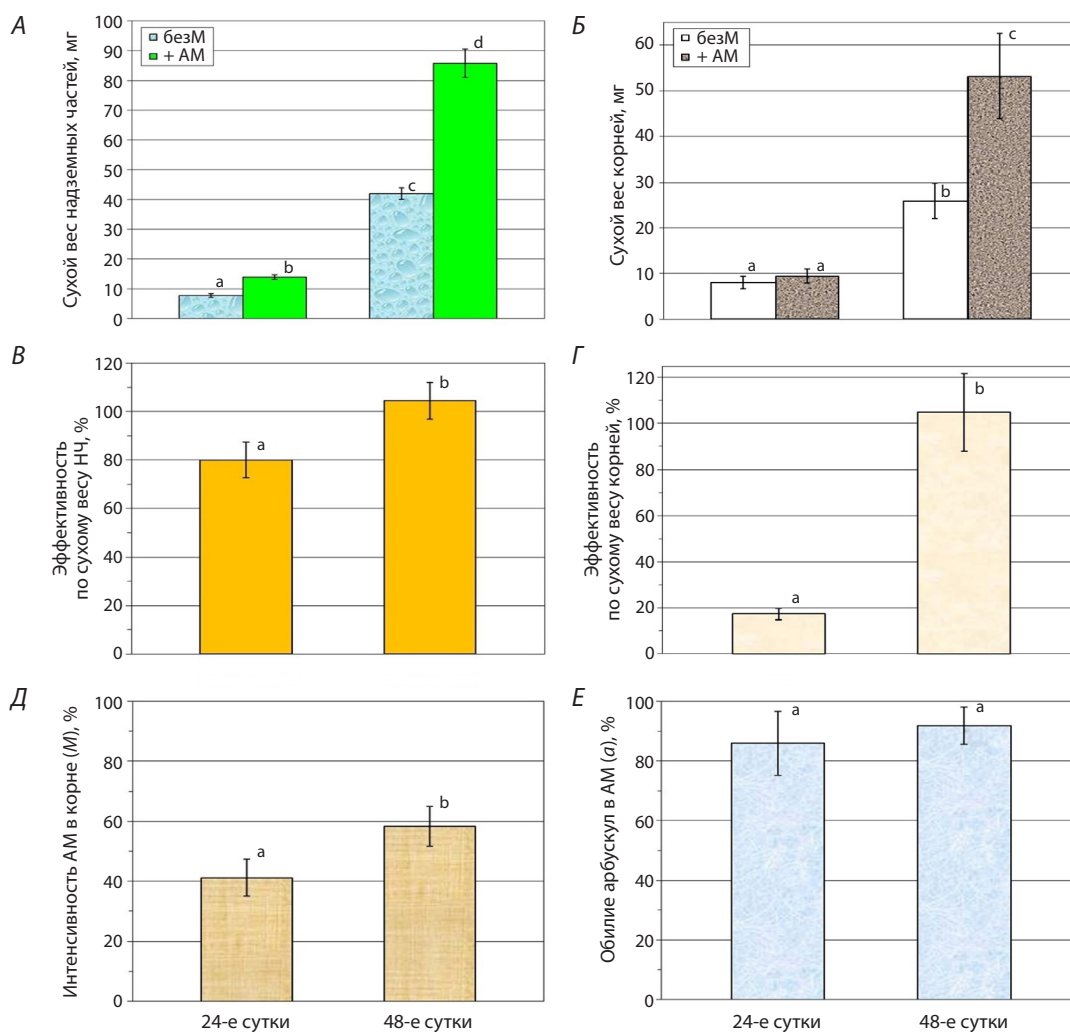 А
Сухой вес надземных частей, мг
100
90
80
70
60
50
40
30
20
10
0
безМ
+ АМ
a
b
c
d
Б
Сухой вес корней, мг
60
50
40
30
20
10
0
безМ
+ АМ
a
a
b
c
В
Эффективность
по сухому весу НЧ, %
120
100
80
60
40
20
0
a
b
Г
Эффективность
по сухому весу корней, %
120
100
80
60
40
20
0
a
b
Д
Интенсивность АМ в корне (M), %
100
80
60
40
20
0
a
b
24-е сутки
48-е сутки
Е
Обилие арбускул в АМ (a), %
100
80
60
40
20
0
a
a
24-е сутки
48-е сутки